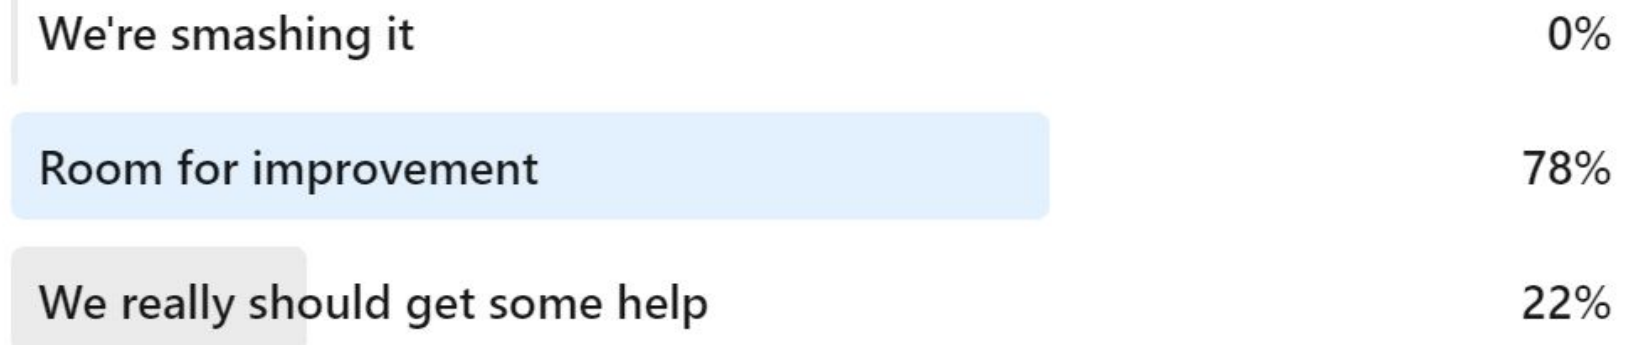 We're smashing it 0%
Room for improvement 78%
We really should get some help 22%